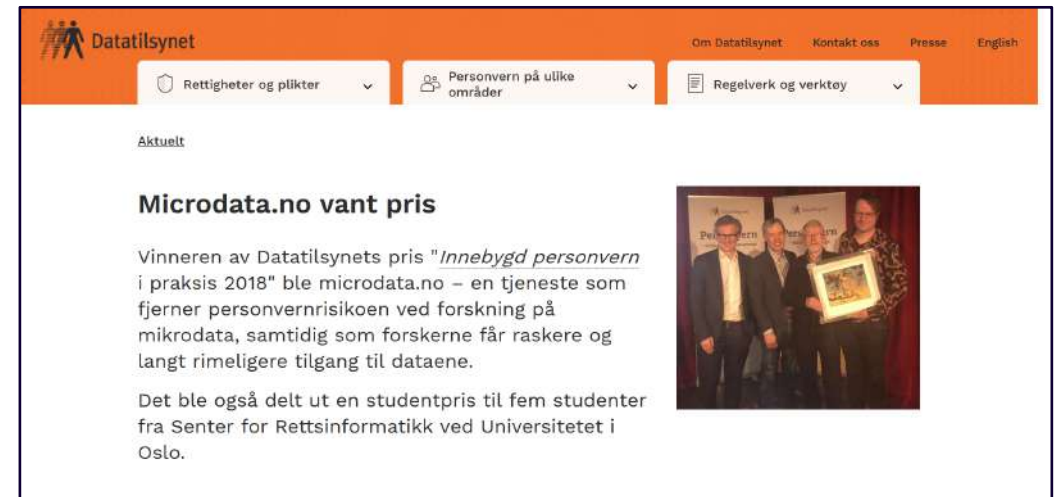 Datatilsynet
Om Datatilsynet Kontakt oss Presse English
Rettigheter og plikter
Personvern på ulike
områder
Regelverk og verktøy
Aktuelt
Microdata.no vant pris
Vinneren av Datatilsynets pris "Innebygd personvern
i praksis 2018" ble microdata.no – en tjeneste som
fjerner personvernrisikoen ved forskning på
mikrodata, samtidig som forskerne får raskere og
langt rimeligere tilgang til dataene.
Det ble også delt ut en studentpris til fem studenter
fra Senter for Rettsinformatikk ved Universitetet i
Oslo.